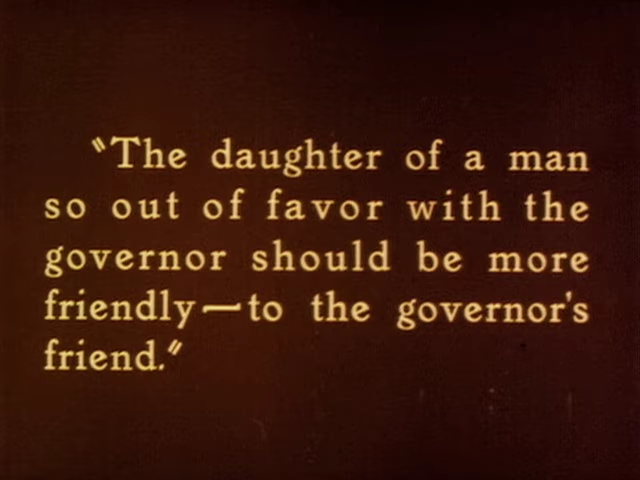 "The daughter of a man
so out of favor with the
governor should be more
friendly—to the governor's
friend."